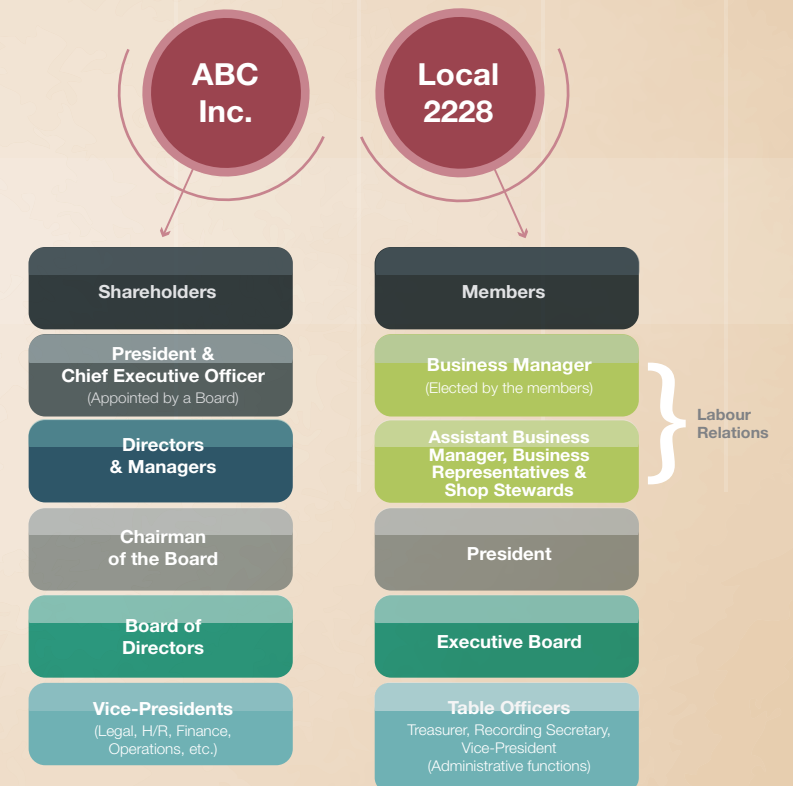 ABC
Inc.
Local
2228
Shareholders
President &
Chief Executive Officer
(Appointed by a Board)
Directors
& Managers
Chairman
of the Board
Board of
Directors
Vice-Presidents
(Legal, H/R, Finance,
Operations, etc.)
Members
Business Manager
(Elected by the members)
Assistant Business
Manager, Business
Representatives &
Shop Stewards
Labour
Relations
President
Executive Board
Table Officers
Treasurer, Recording Secretary,
Vice-President
(Administrative functions)